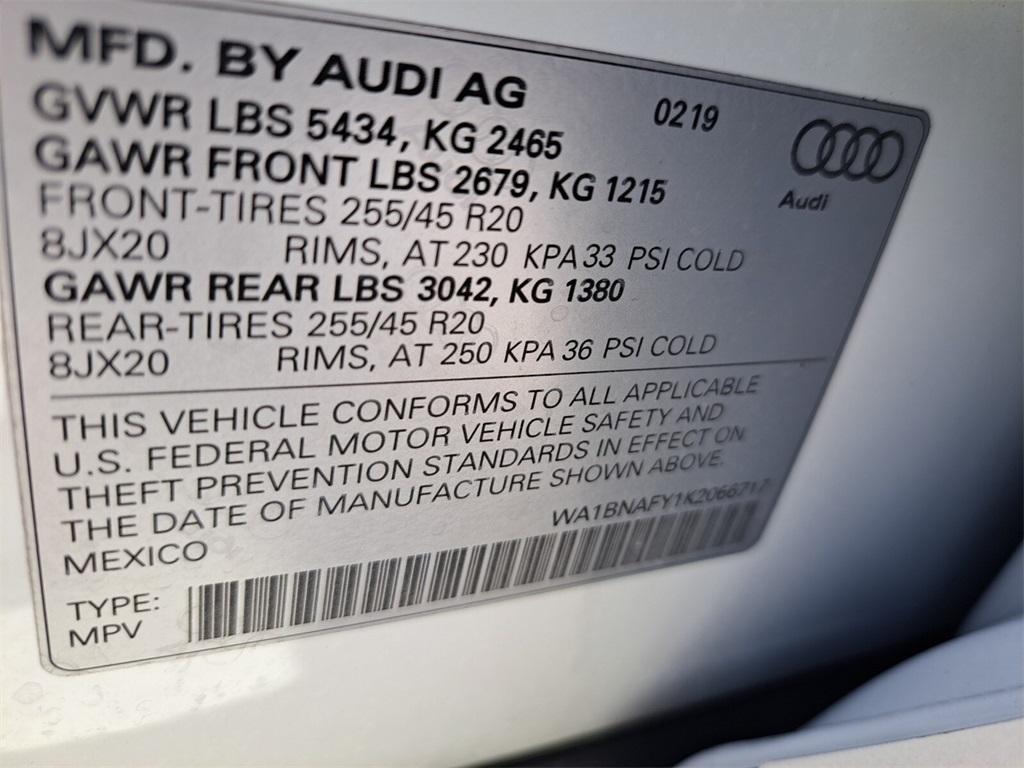 MFD. BY AUDI AG 0219
GVWR LBS 5434, KG 2465
GAWR FRONT LBS 2679, KG 1215
Audi
FRONT-TIRES 255/45 R20
8JX20 RIMS, AT 230 KPA 33 PSI COLD
GAWR REAR LBS 3042, KG 1380
REAR-TIRES 255/45 R20
8JX20 RIMS, AT 250 KPA 36 PSI COLD
THIS VEHICLE CONFORMS TO ALL APPLICABLE
U.S. FEDERAL MOTOR VEHICLE SAFETY AND
THEFT PREVENTION STANDARDS IN EFFECT ON
THE DATE OF MANUFACTURE SHOWN ABOVE.
MEXICO WA1BNAFY1K2066717
TYPE:
MPV